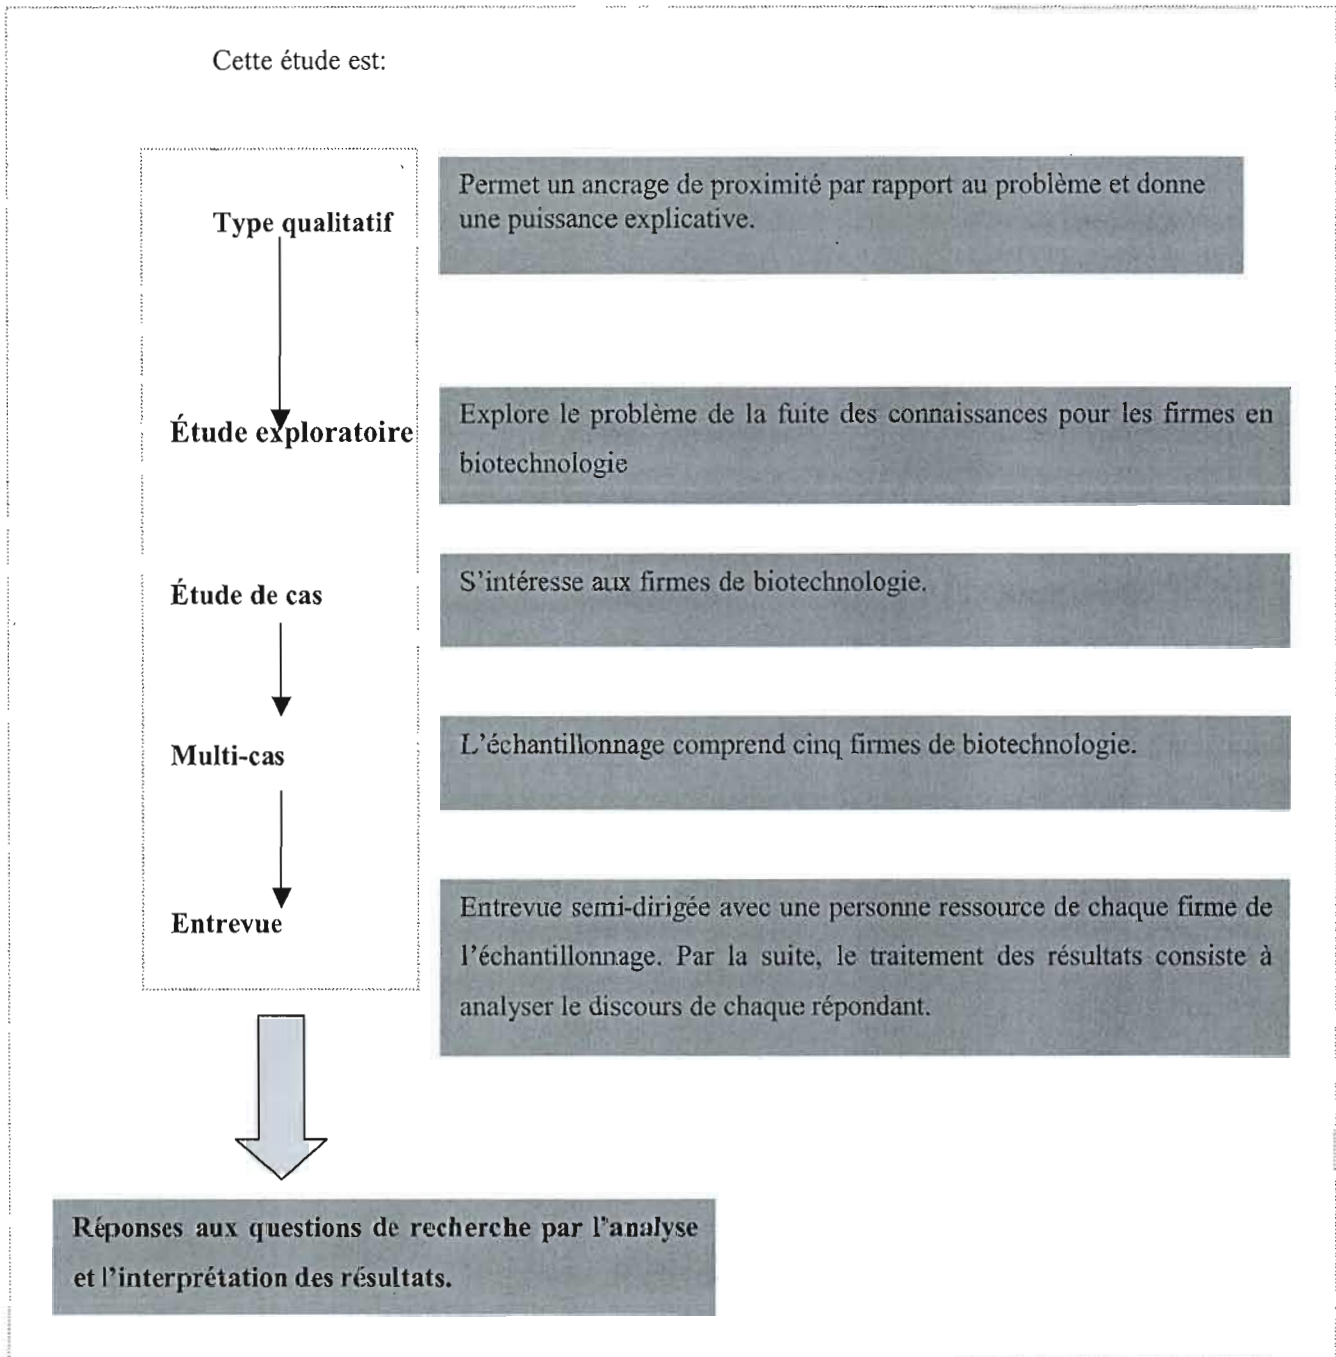 Cette étude est:
Type qualitatif
Permet un ancrage de proximité par rapport au problème et donne
une puissance explicative.
Étude exploratoire
Explore le problème de la fuite des connaissances pour les firmes en
biotechnologie
Étude de cas
S'intéresse aux firmes de biotechnologie.
Multi-cas
L'échantillonnage comprend cinq firmes de biotechnologie.
Entrevue
Entrevue semi-dirigée avec une personne ressource de chaque firme de
l'échantillonnage. Par la suite, le traitement des résultats consiste à
analyser le discours de chaque répondant.
Réponses aux questions de recherche par l'analyse
et l'interprétation des résultats.